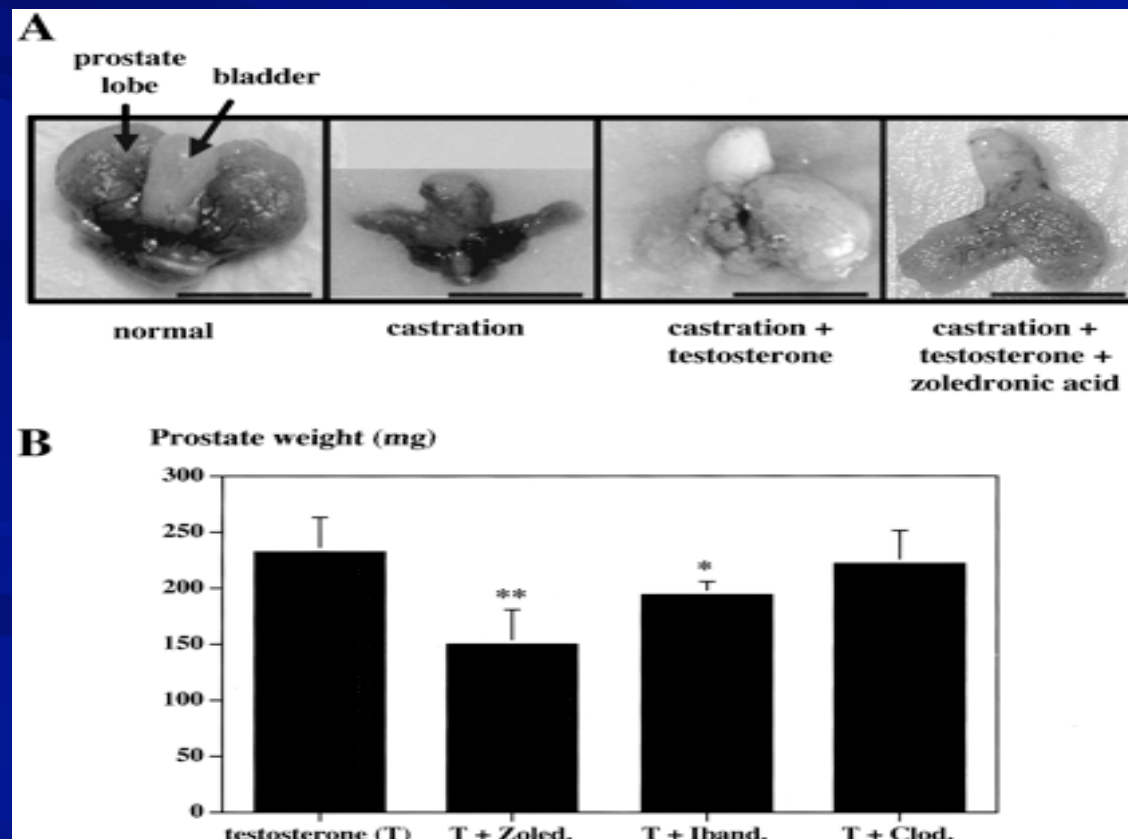 A
prostate
lobe
bladder
normal
castration
castration +
testosterone
castration +
testosterone +
zoledronic acid
B
Prostate weight (mg)
300
250
200
150
100
50
0
**
*
testosterone (T)
T + Zoled.
T + Iband.
T + Clod.